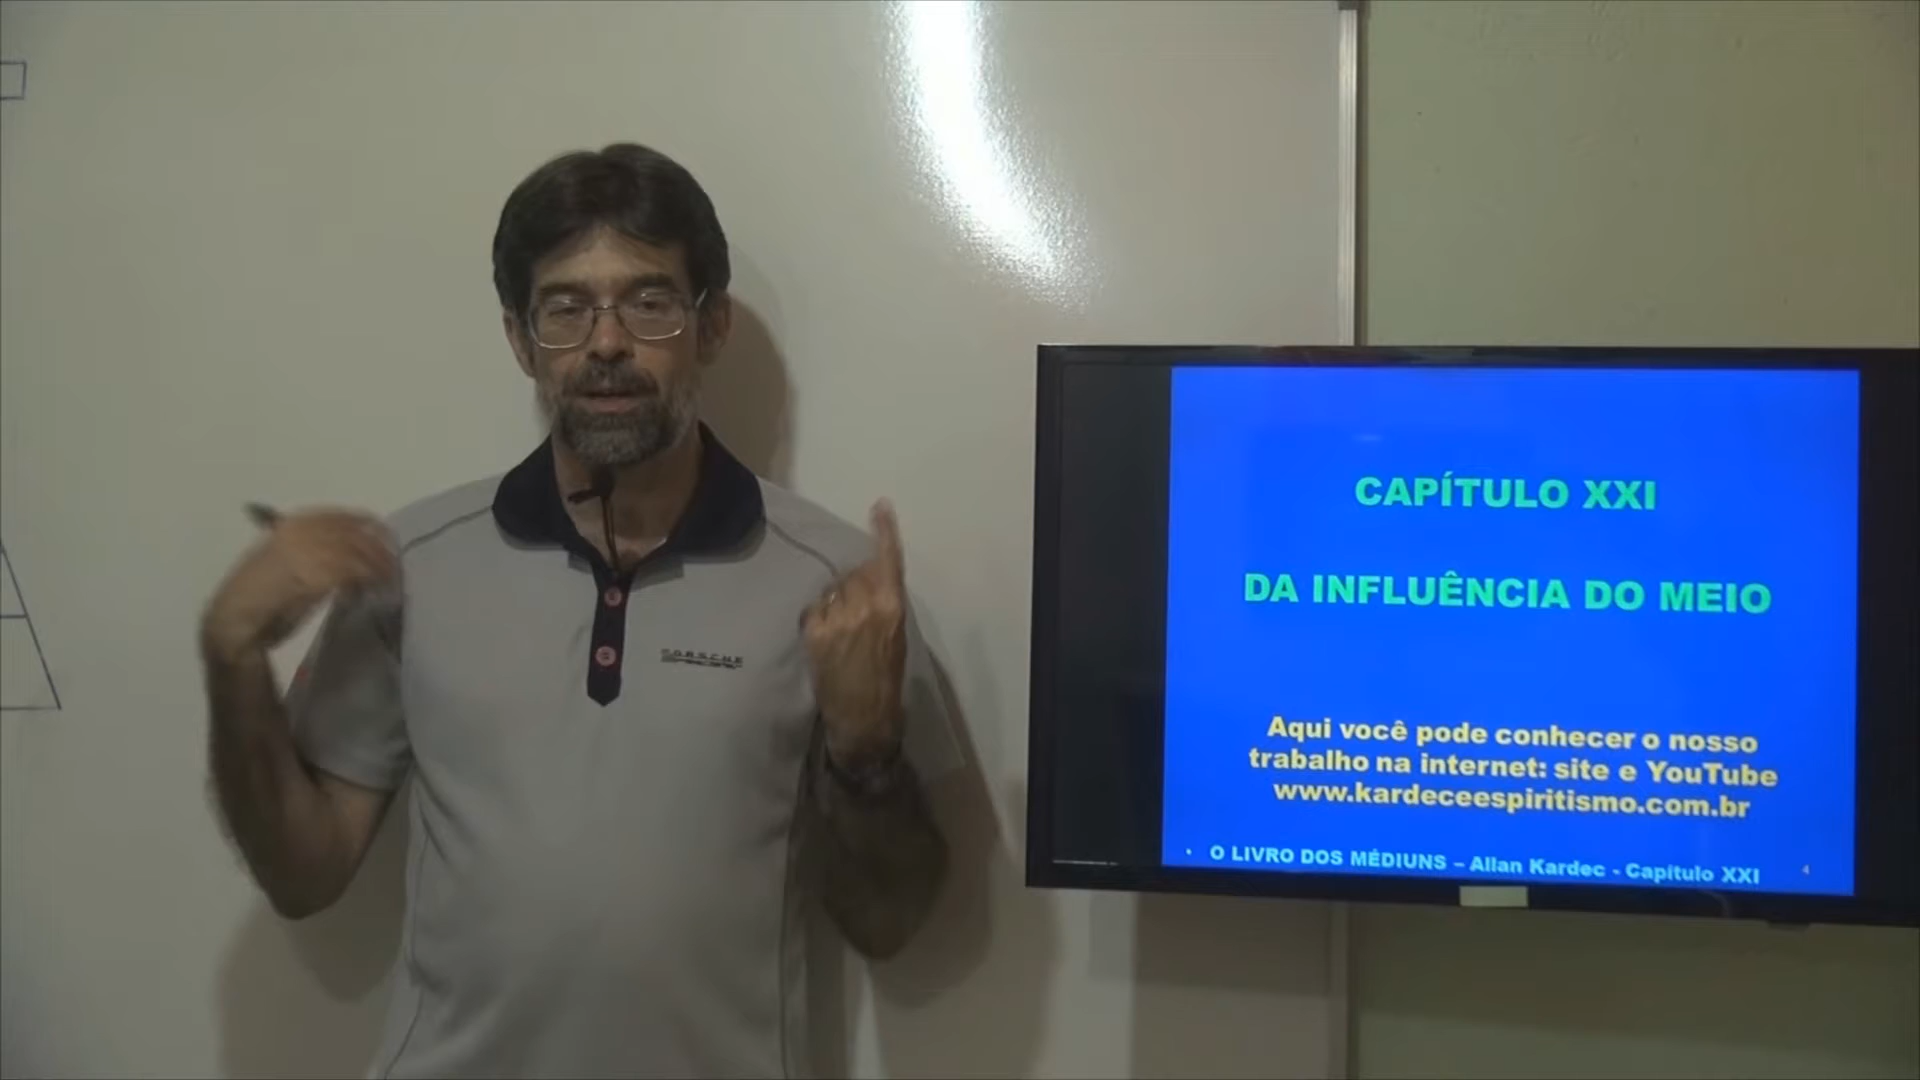 PORSCHE
CAPÍTULO XXI
DA INFLUÊNCIA DO MEIO
Aqui você pode conhecer o nosso
trabalho na internet: site e YouTube
www.kardeceespiritismo.com.br
• O LIVRO DOS MÉDIUNS – Allan Kardec - Capítulo XXI 4